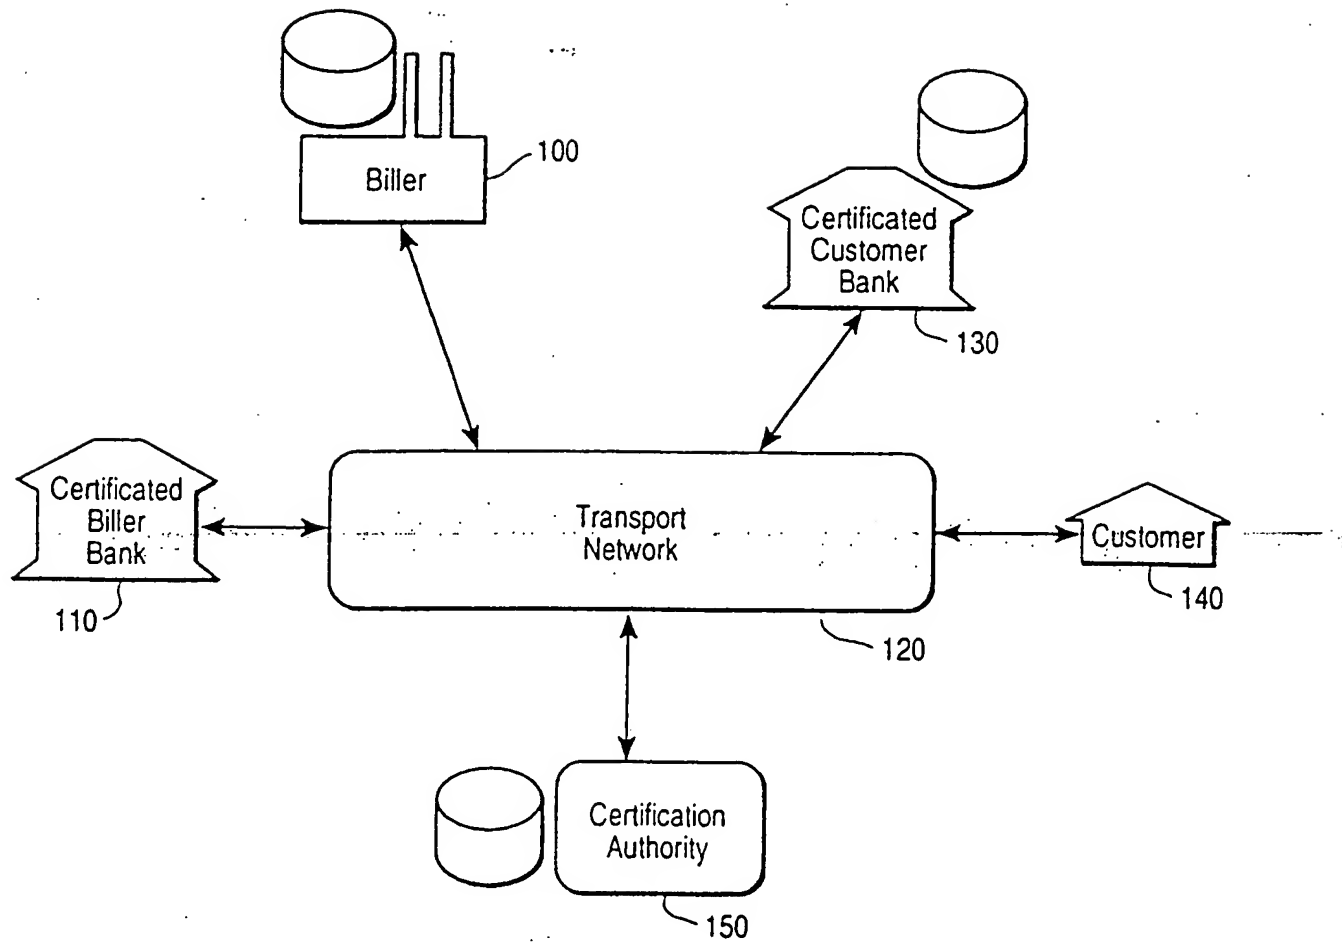 100
Biller
Certificated
Customer
Bank
130
Certificated
Biller
Bank
110
Transport
Network
120
Customer
140
Certification
Authority
150